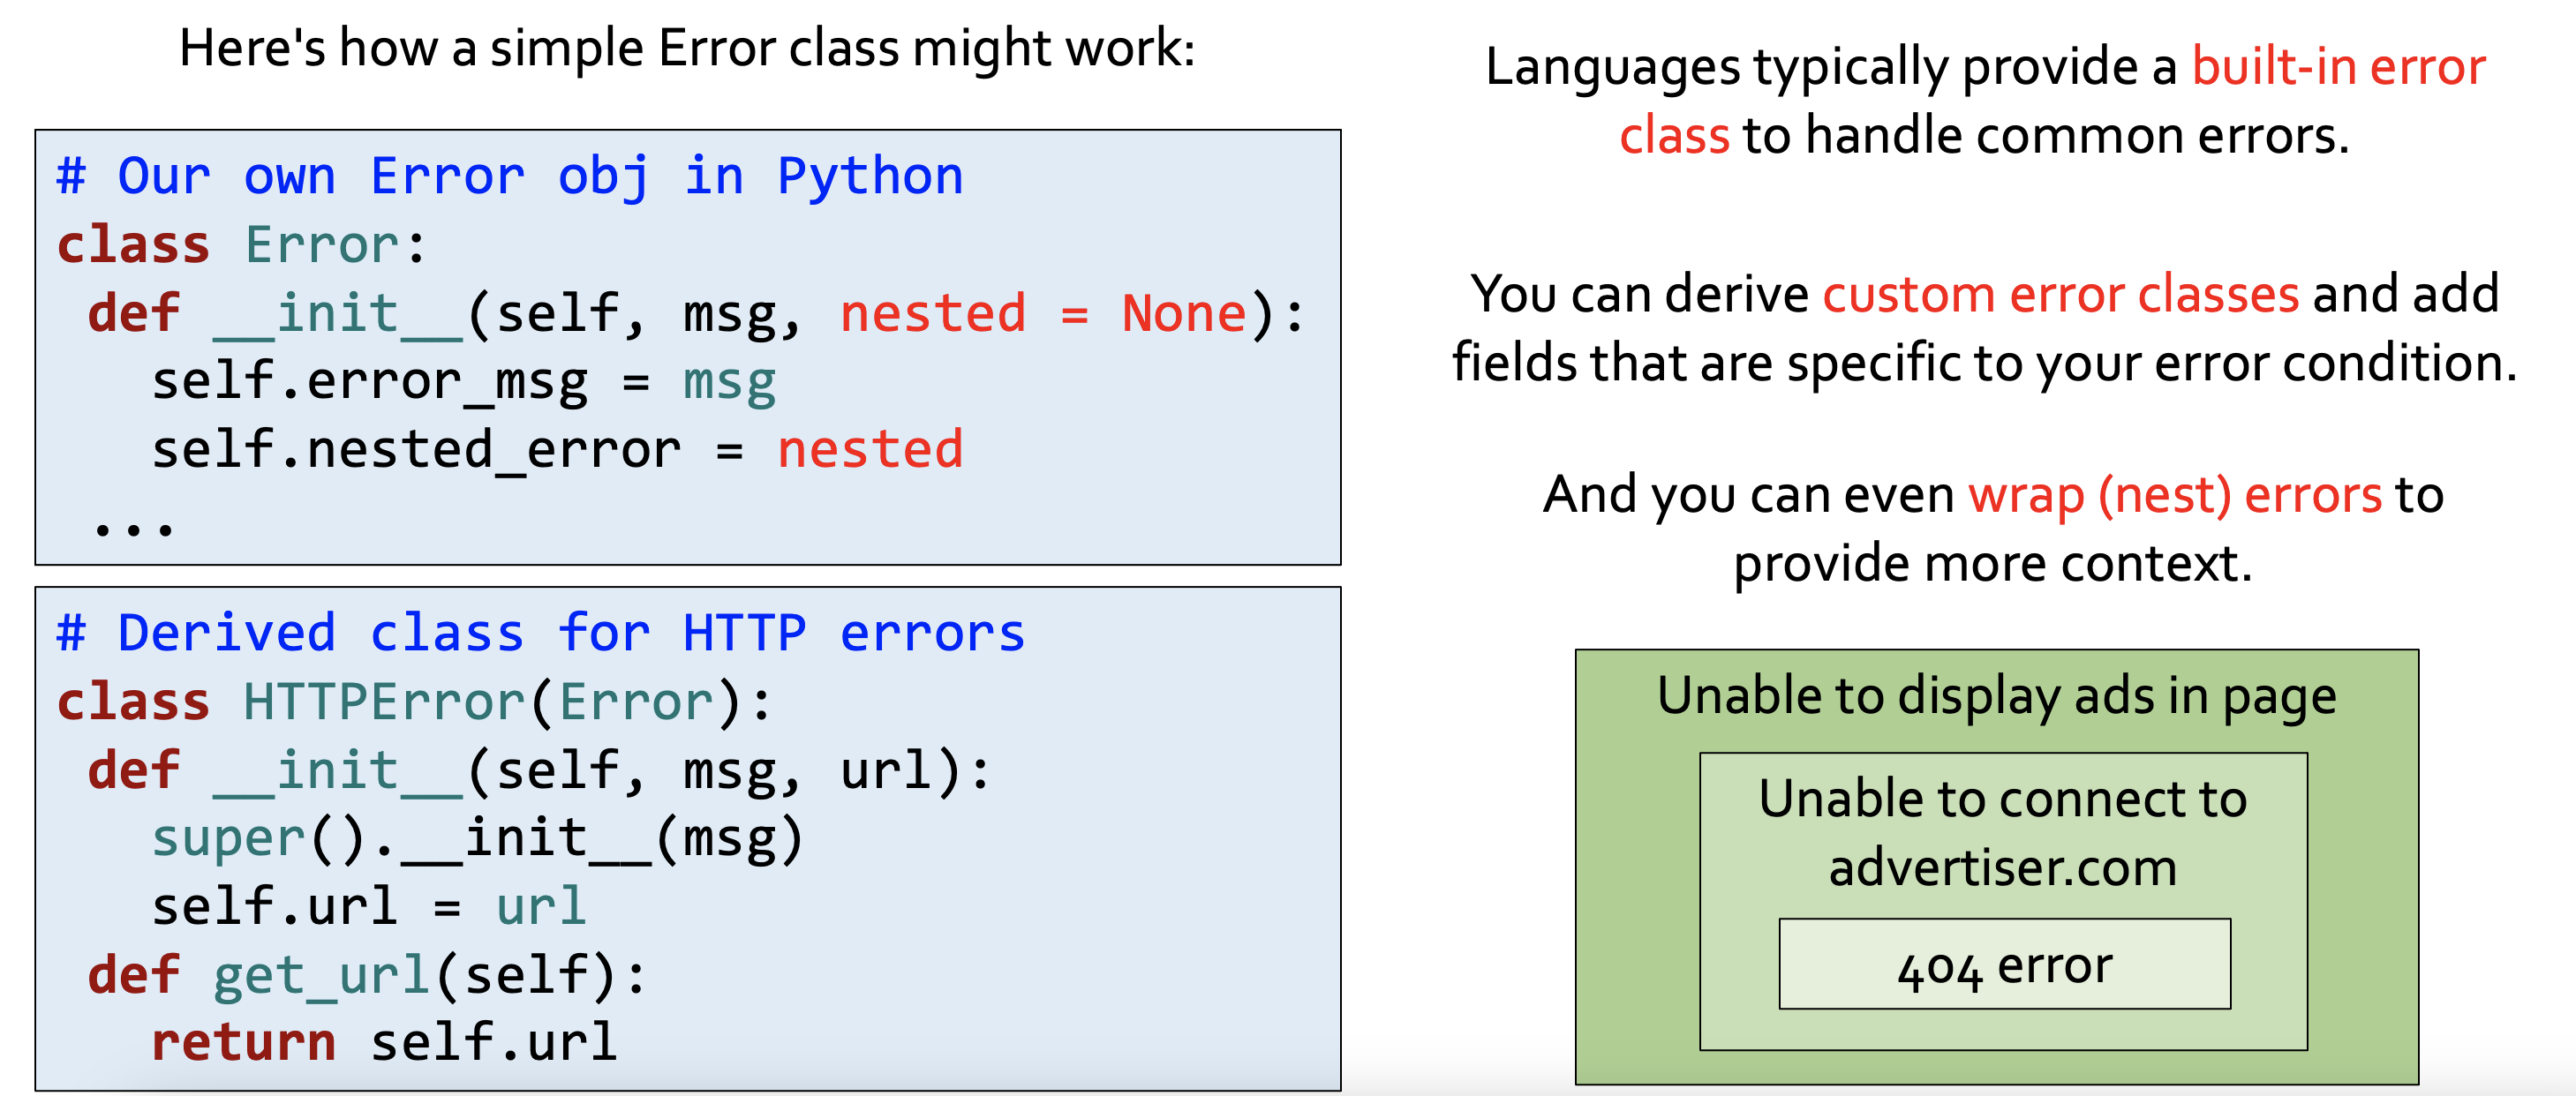 Here's how a simple Error class might work:
# Our own Error obj in Python
class Error:
 def __init__(self, msg, nested = None):
   self.error_msg = msg
   self.nested_error = nested
 ...
# Derived class for HTTP errors
class HTTPError(Error):
 def __init__(self, msg, url):
   super().__init__(msg)
   self.url = url
 def get_url(self):
   return self.url
Languages typically provide a built-in error
class to handle common errors.
You can derive custom error classes and add
fields that are specific to your error condition.
And you can even wrap (nest) errors to
provide more context.
Unable to display ads in page
Unable to connect to
advertiser.com
404 error